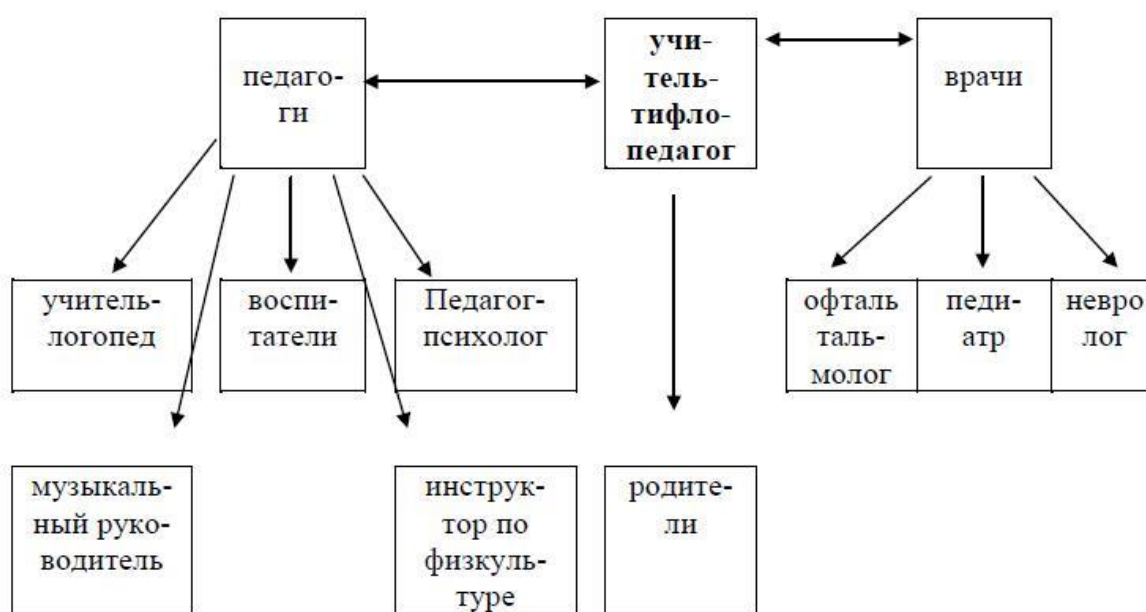 педаго-
ги
учи-
тель-
тифло-
педагог
врачи
учитель-
логопед
воспи-
татели
Педагог-
психолог
офталь
таль-
молог
педи-
атр
невро
лог
музыкаль-
ный руко-
водитель
инструк-
тор по
физкуль-
туре
родите-
ли